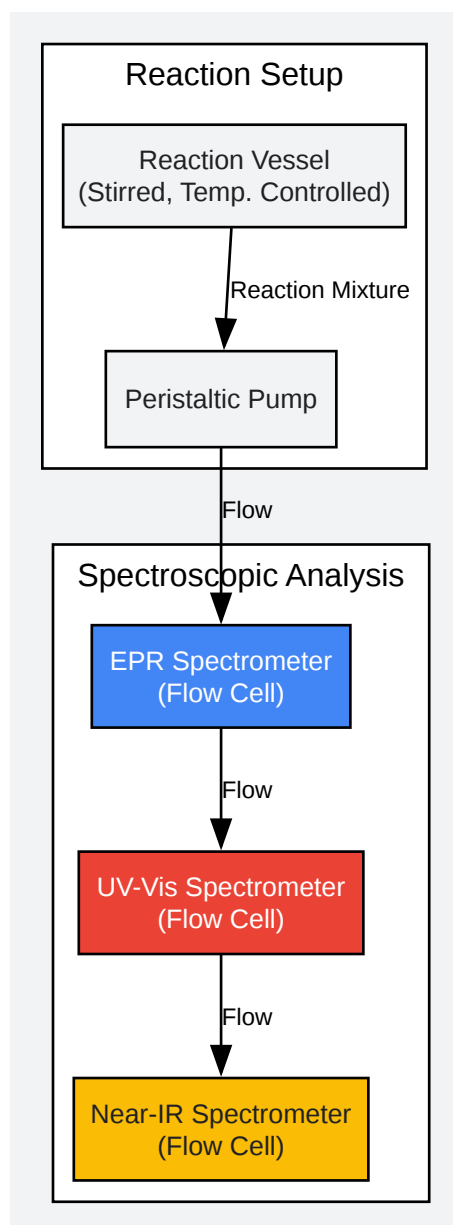 Reaction Setup
Reaction Vessel
(Stirred, Temp. Controlled)
Reaction Mixture
Peristaltic Pump
Flow
Spectroscopic Analysis
EPR Spectrometer
(Flow Cell)
Flow
UV-Vis Spectrometer
(Flow Cell)
Flow
Near-IR Spectrometer
(Flow Cell)